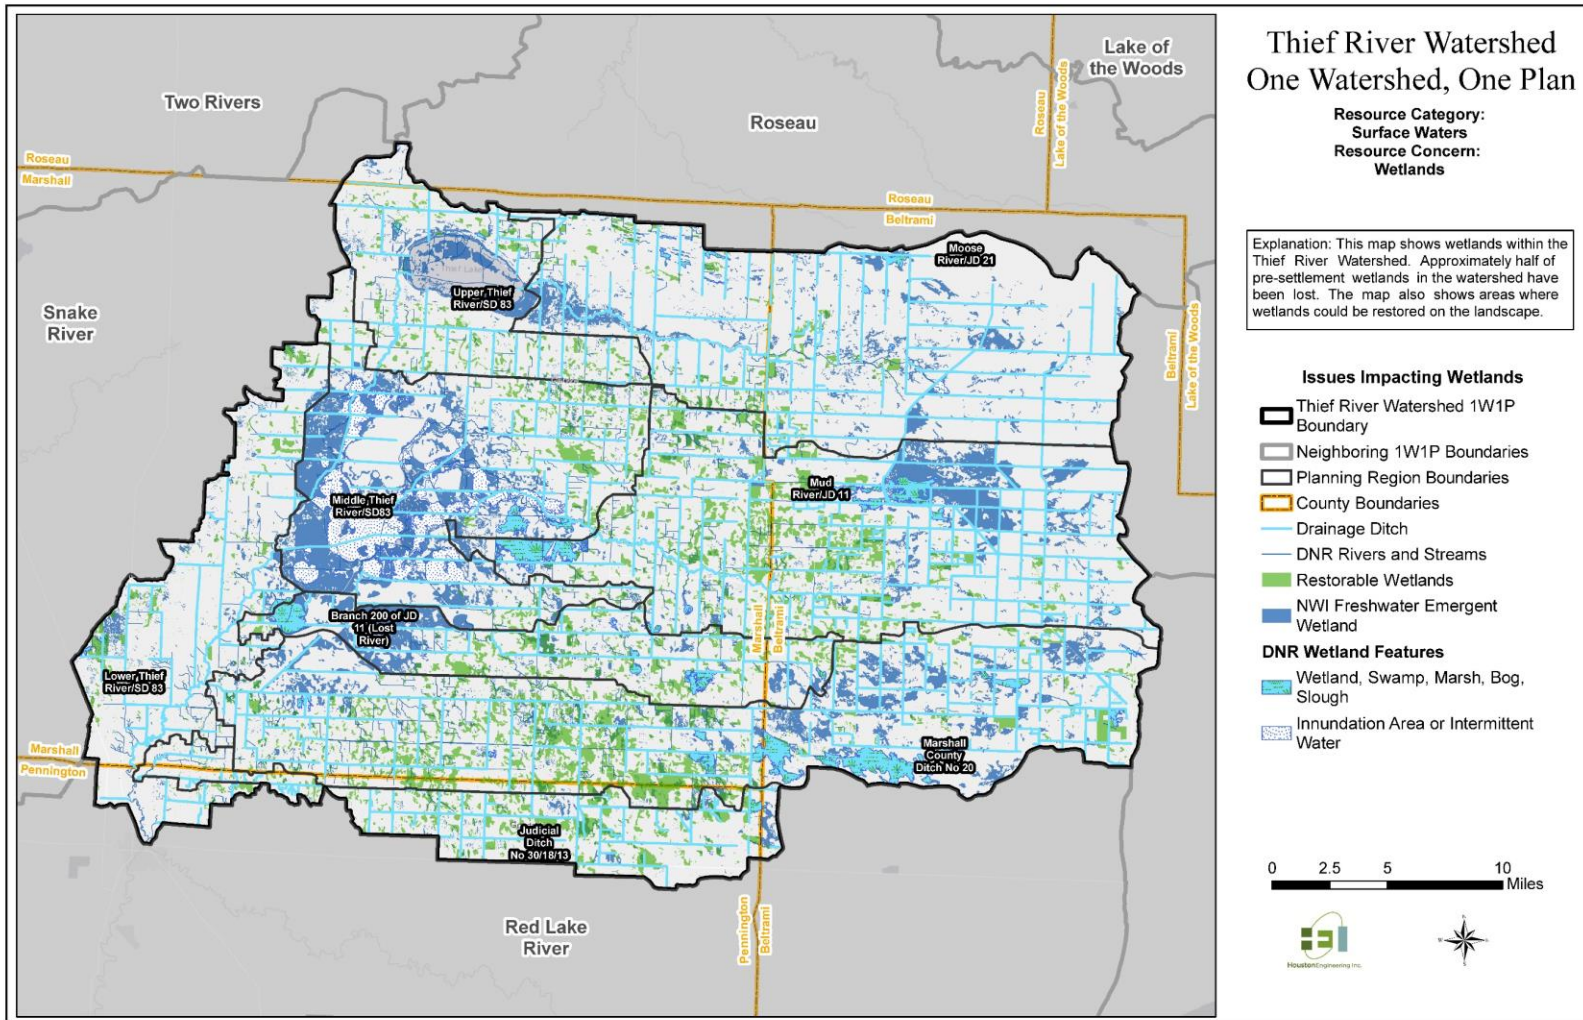 Thief River Watershed
One Watershed, One Plan
Resource Category:
Surface Waters
Resource Concern:
Wetlands
Explanation: This map shows wetlands within the
Thief River Watershed. Approximately half of
pre-settlement wetlands in the watershed have
been lost. The map also shows areas where
wetlands could be restored on the landscape.
Issues Impacting Wetlands
Thief River Watershed 1W1P
Boundary
Neighboring 1W1P Boundaries
Planning Region Boundaries
County Boundaries
Drainage Ditch
DNR Rivers and Streams
Restorable Wetlands
NWI Freshwater Emergent
Wetland
DNR Wetland Features
Wetland, Swamp, Marsh, Bog,
Slough
Innundation Area or Intermittent
Water
0 2.5 5 10
Miles
HEI
HoustonEngineering Inc.
Lake of
the Woods
Two Rivers
Roseau
Roseau
Lake of the Woods
Roseau
Marshall
Roseau
Beltrami
Moose
River/JD 21
Thief Lake
Upper Thief
River/SD 83
Snake
River
Beltrami
Lake of the Woods
Mud
River/JD 11
Middle Thief
River/SD83
Branch 200 of JD
11 (Lost
River)
Marshall
Beltrami
Lower Thief
River/SD 83
Marshall
Pennington
Marshall
County
Ditch No 20
Judicial
Ditch
No 30/18/13
Red Lake
River
Pennington
Beltrami